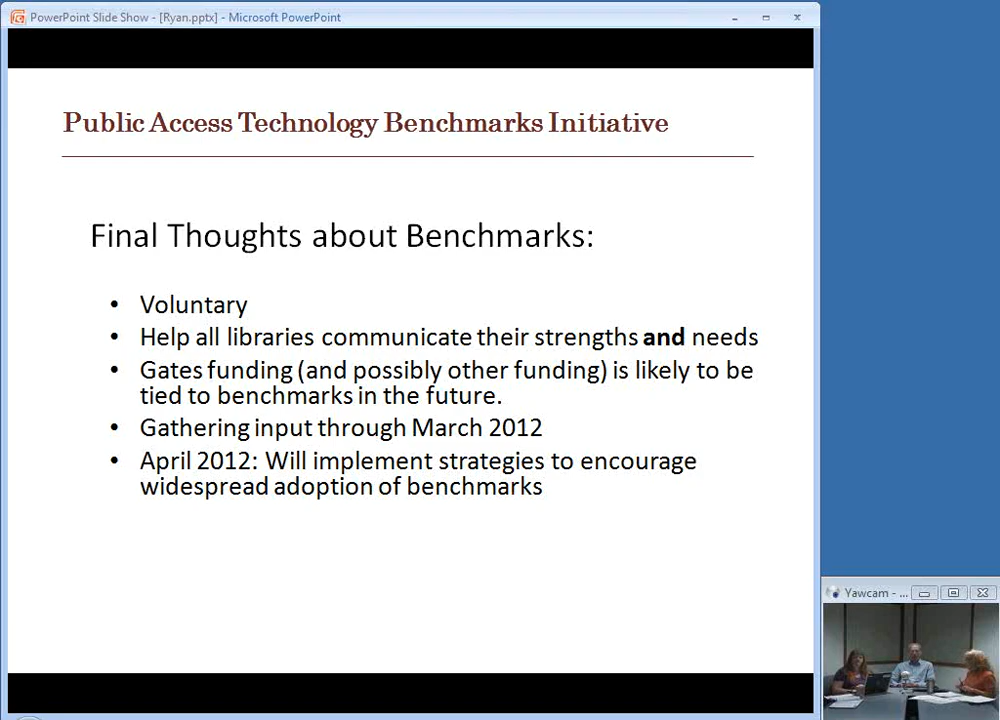 PowerPoint Slide Show - [Ryan.pptx] - Microsoft PowerPoint
Public Access Technology Benchmarks Initiative
Final Thoughts about Benchmarks:
• Voluntary
• Help all libraries communicate their strengths and needs
• Gates funding (and possibly other funding) is likely to be
tied to benchmarks in the future.
• Gathering input through March 2012
• April 2012: Will implement strategies to encourage
widespread adoption of benchmarks
Yawcam - ...